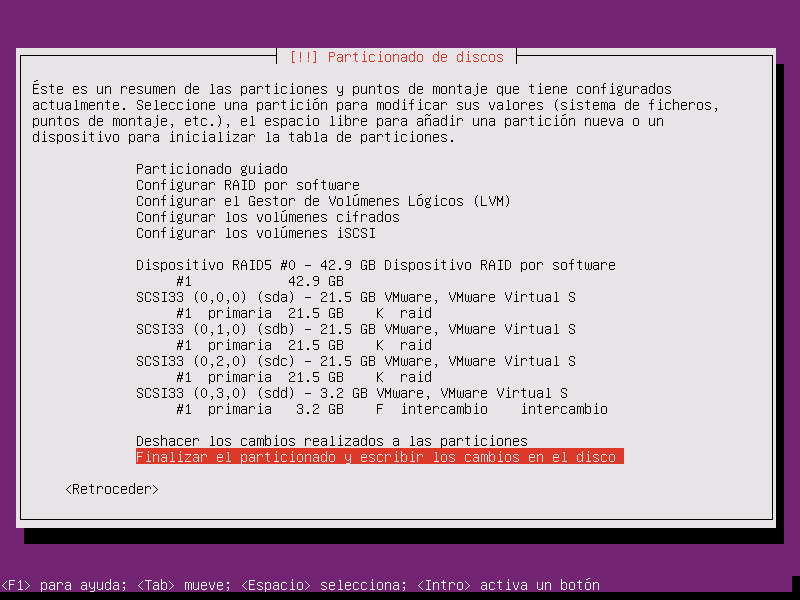 [!!] Particionado de discos
Éste es un resumen de las particiones y puntos de montaje que tiene configurados
actualmente. Seleccione una partición para modificar sus valores (sistema de ficheros,
puntos de montaje, etc.), el espacio libre para añadir una partición nueva o un
dispositivo para inicializar la tabla de particiones.
Particionado guiado
Configurar RAID por software
Configurar el Gestor de Volúmenes Lógicos (LVM)
Configurar los volúmenes cifrados
Configurar los volúmenes iSCSI
Dispositivo RAID5 #0 - 42.9 GB Dispositivo RAID por software
#1 42.9 GB
SCSI33 (0,0,0) (sda) - 21.5 GB VMware, VMware Virtual S
#1 primaria 21.5 GB K raid
SCSI33 (0,1,0) (sdb) - 21.5 GB VMware, VMware Virtual S
#1 primaria 21.5 GB K raid
SCSI33 (0,2,0) (sdc) - 21.5 GB VMware, VMware Virtual S
#1 primaria 21.5 GB K raid
SCSI33 (0,3,0) (sdd) - 3.2 GB VMware, VMware Virtual S
#1 primaria 3.2 GB F intercambio intercambio
Deshacer los cambios realizados a las particiones
Finalizar el particionado y escribir los cambios en el disco
<Retroceder>
<F1> para ayuda; <Tab> mueve; <Espacio> selecciona; <Intro> activa un botón